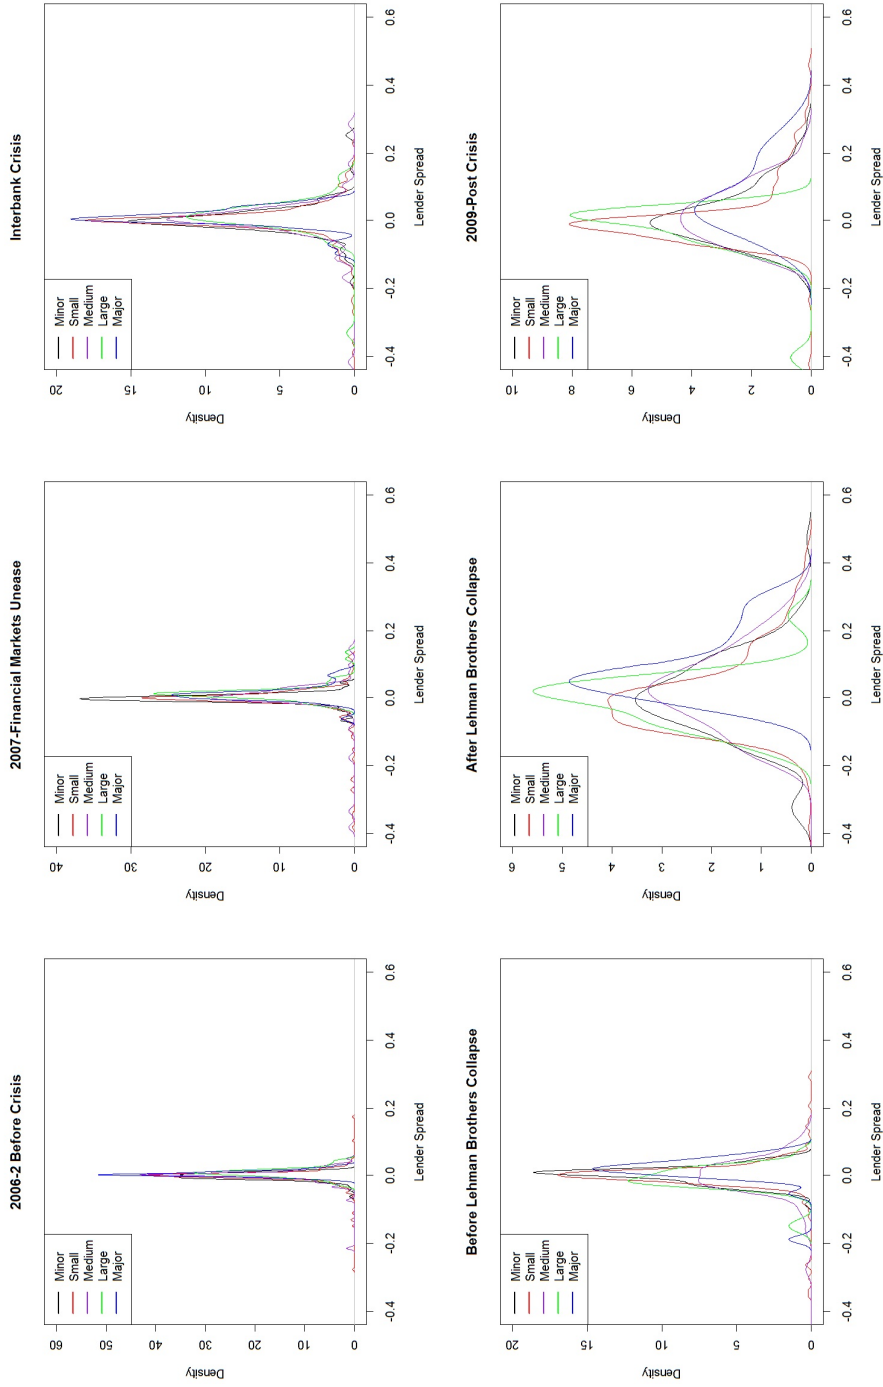 2006-2 Before Crisis
Minor
Small
Medium
Large
Major
Density
60
50
40
30
20
10
0
-0.4 -0.2 0.0 0.2 0.4 0.6
Lender Spread
2007-Financial Markets Unease
Minor
Small
Medium
Large
Major
Density
40
30
20
10
0
-0.4 -0.2 0.0 0.2 0.4 0.6
Lender Spread
Interbank Crisis
Minor
Small
Medium
Large
Major
Density
20
15
10
5
0
-0.4 -0.2 0.0 0.2 0.4 0.6
Lender Spread
Before Lehman Brothers Collapse
Minor
Small
Medium
Large
Major
Density
20
15
10
5
0
-0.4 -0.2 0.0 0.2 0.4 0.6
Lender Spread
After Lehman Brothers Collapse
Minor
Small
Medium
Large
Major
Density
6
5
4
3
2
1
0
-0.4 -0.2 0.0 0.2 0.4 0.6
Lender Spread
2009-Post Crisis
Minor
Small
Medium
Large
Major
Density
10
8
6
4
2
0
-0.4 -0.2 0.0 0.2 0.4 0.6
Lender Spread